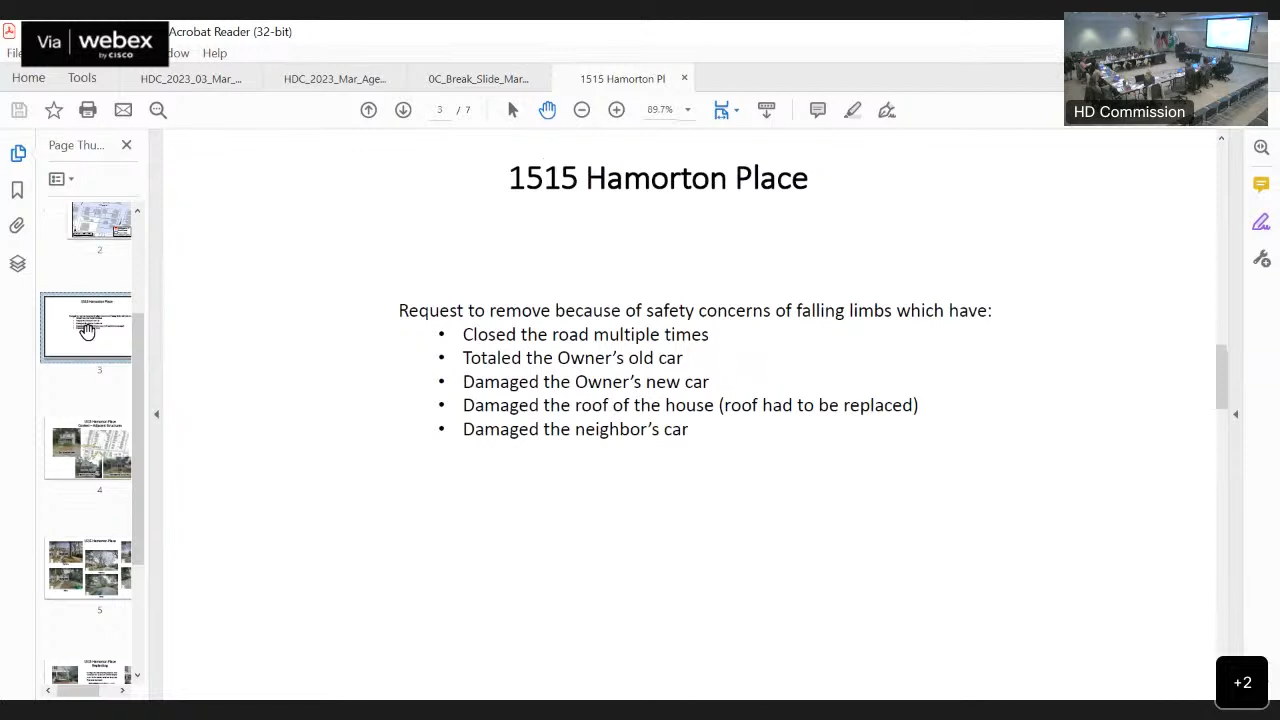 Via webex
by CISCO
Acrobat Reader (32-bit)
Help
HD Commission
Home Tools HDC_2023_03_Mar_... HDC_2023_Mar_Age... 0C_Break_Slide_Mar... 1515 Hamorton Pl
3 / 7 89.7%
Page Thu...
1515 Hamorton Place
Request to remove because of safety concerns of falling limbs which have:
• Closed the road multiple times
• Totaled the Owner’s old car
• Damaged the Owner’s new car
• Damaged the roof of the house (roof had to be replaced)
• Damaged the neighbor’s car
2
3
4
5
+2